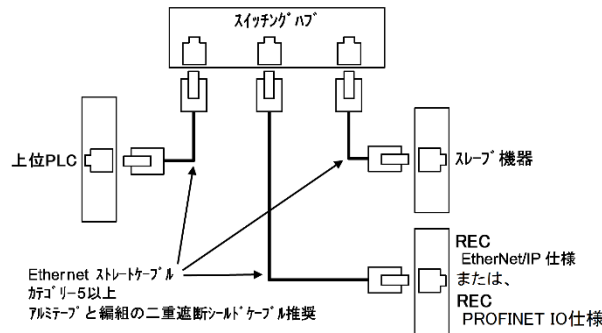 スイッチングハブ
上位PLC
スレーブ機器
Ethernet ストレートケーブル
カテゴリー5以上
アルミテープと編組の二重遮断シールドケーブル推奨
REC
EtherNet/IP 仕様
または、
REC
PROFINET IO仕様